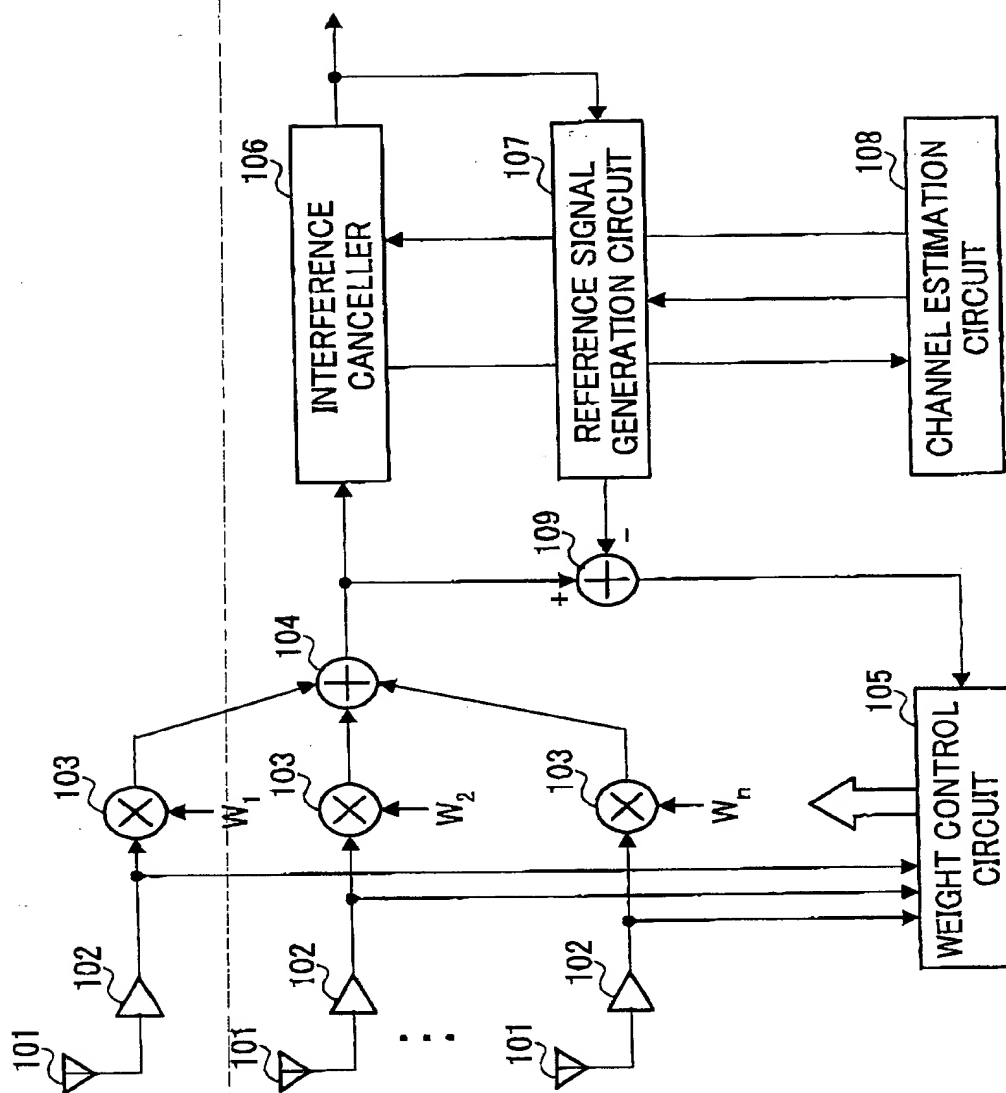 101
102
103
W1
101
102
103
W2
...
101
102
103
Wn
104
105
WEIGHT CONTROL
CIRCUIT
+
109
-
106
INTERFERENCE
CANCELLER
107
REFERENCE SIGNAL
GENERATION CIRCUIT
108
CHANNEL ESTIMATION
CIRCUIT